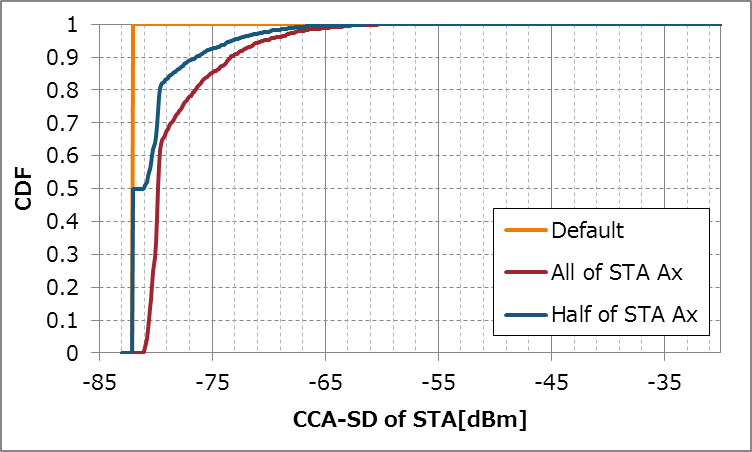 1
0.9
0.8
0.7
0.6
0.5
0.4
0.3
0.2
0.1
0
CDF
Default
All of STA Ax
Half of STA Ax
-85 -75 -65 -55 -45 -35
CCA-SD of STA[dBm]